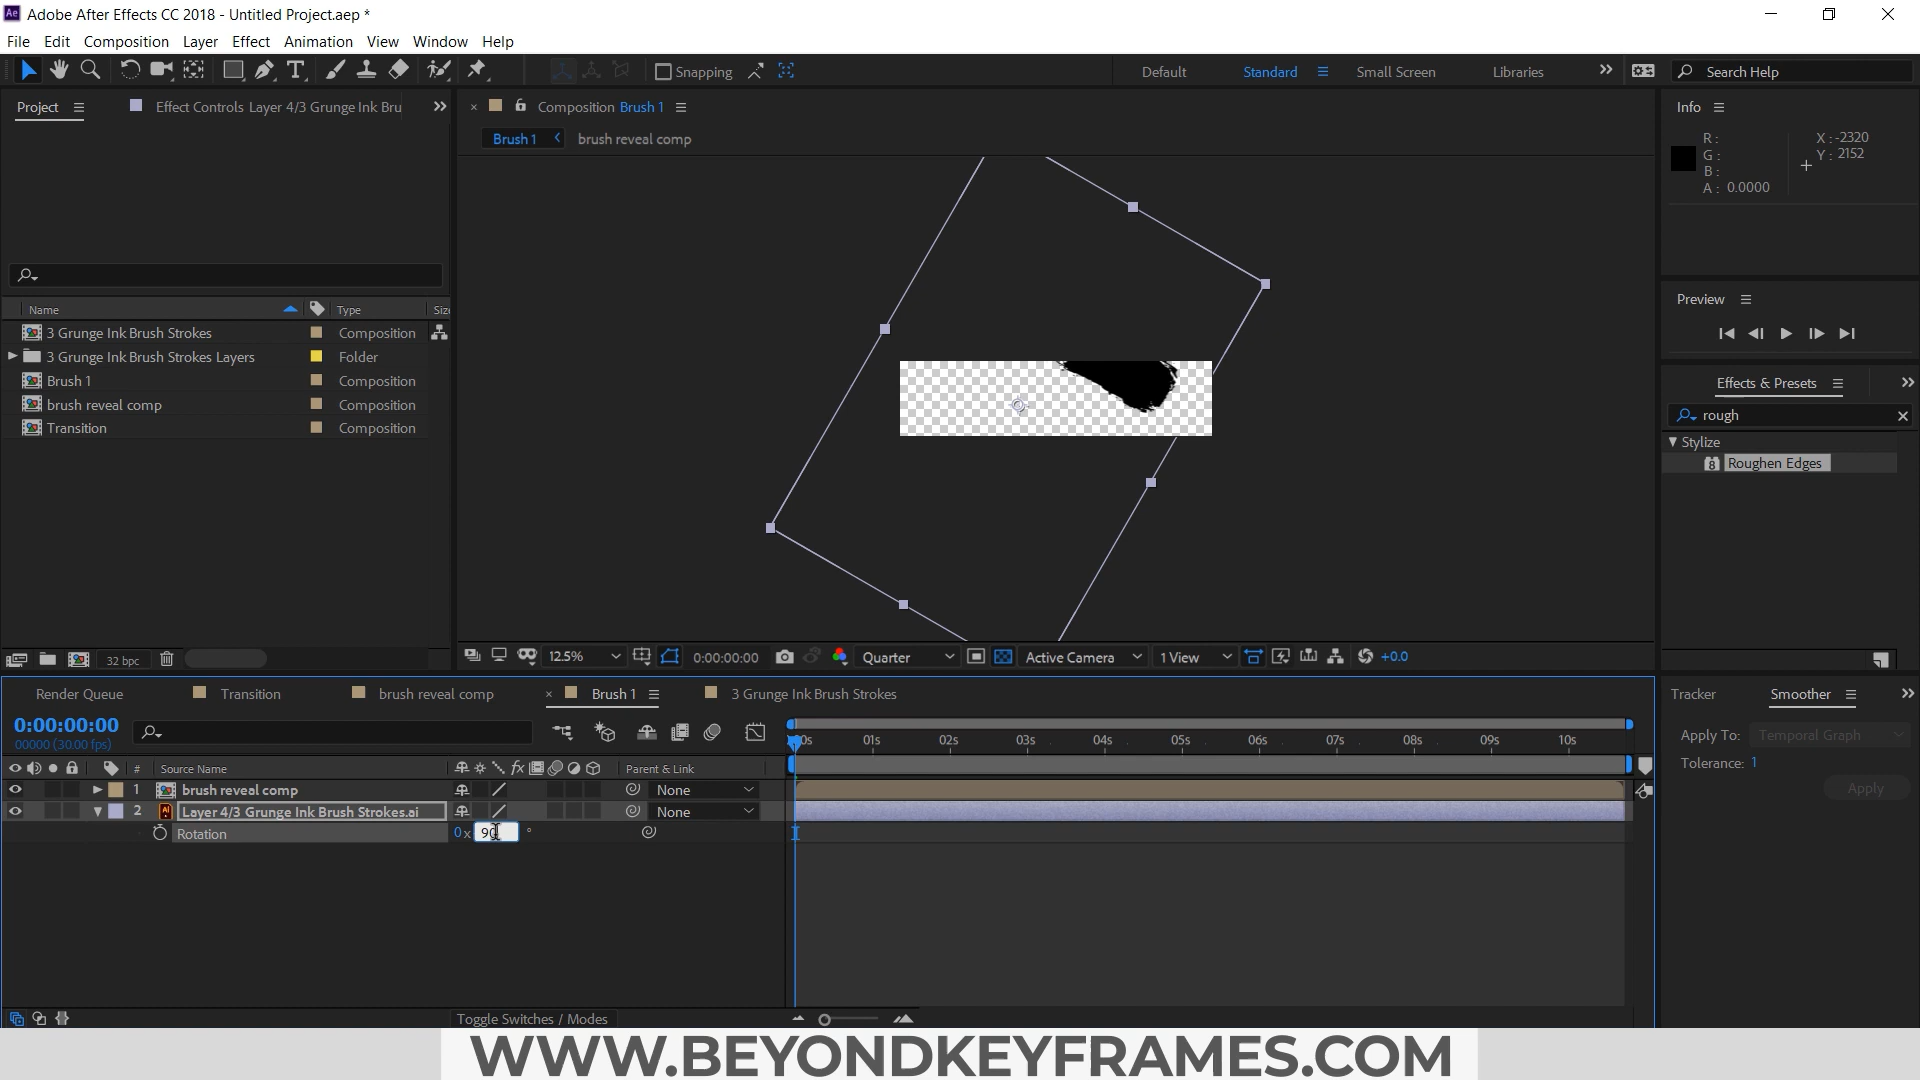 Ae Adobe After Effects CC 2018 - Untitled Project.aep *
File Edit Composition Layer Effect Animation View Window Help
Snapping
Default Standard Small Screen Libraries
Search Help
Project
Effect Controls Layer 4/3 Grunge Ink Bru
Composition Brush 1
Brush 1 brush reveal comp
Info
R :
G :
B :
A : 0.0000
X : -2320
Y : 2152
Preview
Effects & Presets
rough
Stylize
8 Roughen Edges
Name Type Size
3 Grunge Ink Brush Strokes Composition
3 Grunge Ink Brush Strokes Layers Folder
Brush 1 Composition
brush reveal comp Composition
Transition Composition
32 bpc
12.5% 0:00:00:00 Quarter Active Camera 1 View +0.0
Render Queue Transition brush reveal comp Brush 1 3 Grunge Ink Brush Strokes
0:00:00:00
00000 (30.00 fps)
00s 01s 02s 03s 04s 05s 06s 07s 08s 09s 10s
# Source Name fx Parent & Link
1 brush reveal comp None
2 Ai Layer 4/3 Grunge Ink Brush Strokes.ai None
Rotation 0x 90 °
Toggle Switches / Modes
Tracker Smoother
Apply To: Temporal Graph
Tolerance: 1
Apply
WWW.BEYONDKEYFRAMES.COM